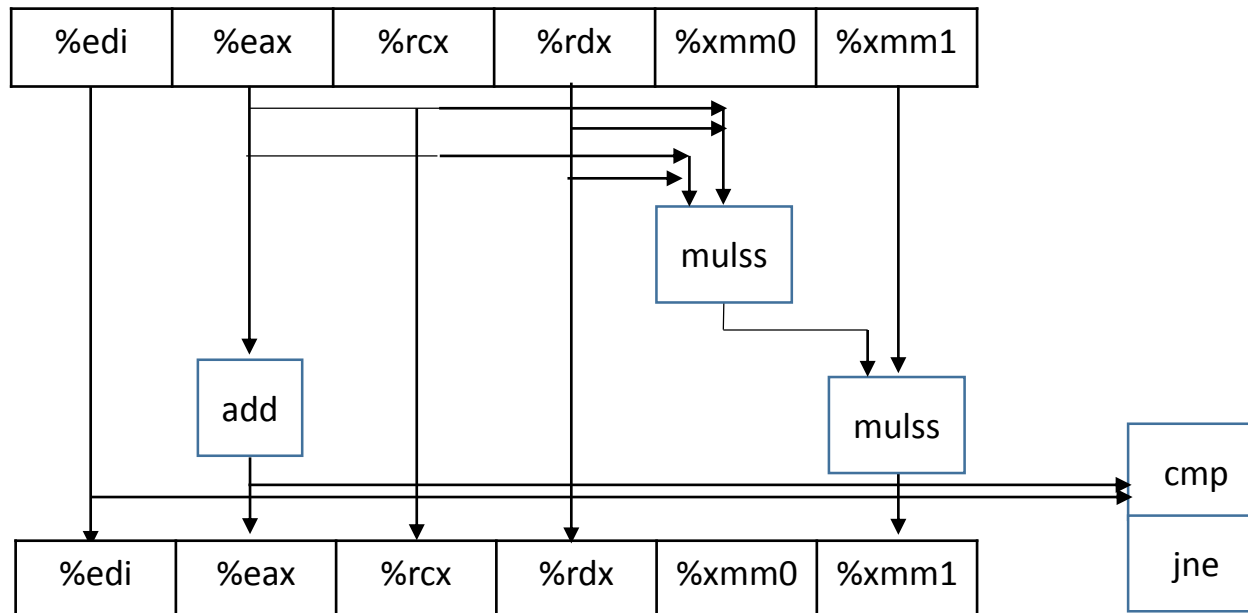 %edi %eax %rcx %rdx %xmm0 %xmm1
mulss
add
mulss
cmp
jne
%edi %eax %rcx %rdx %xmm0 %xmm1